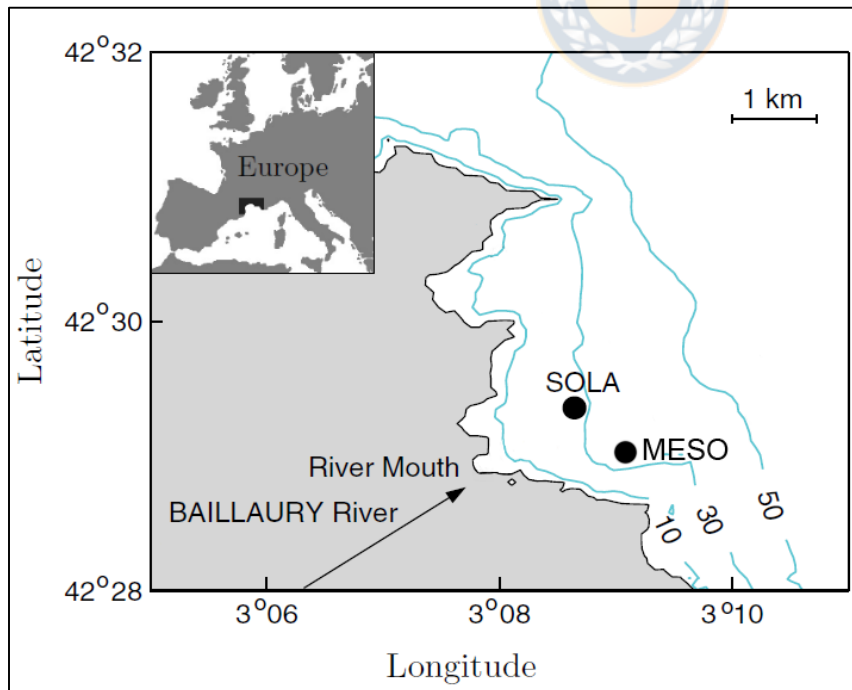 42°32
1 km
Europe
Latitude
42°30
SOLA
MESO
River Mouth
BAILLAURY River
10
30
50
42°28
3°06
3°08
3°10
Longitude